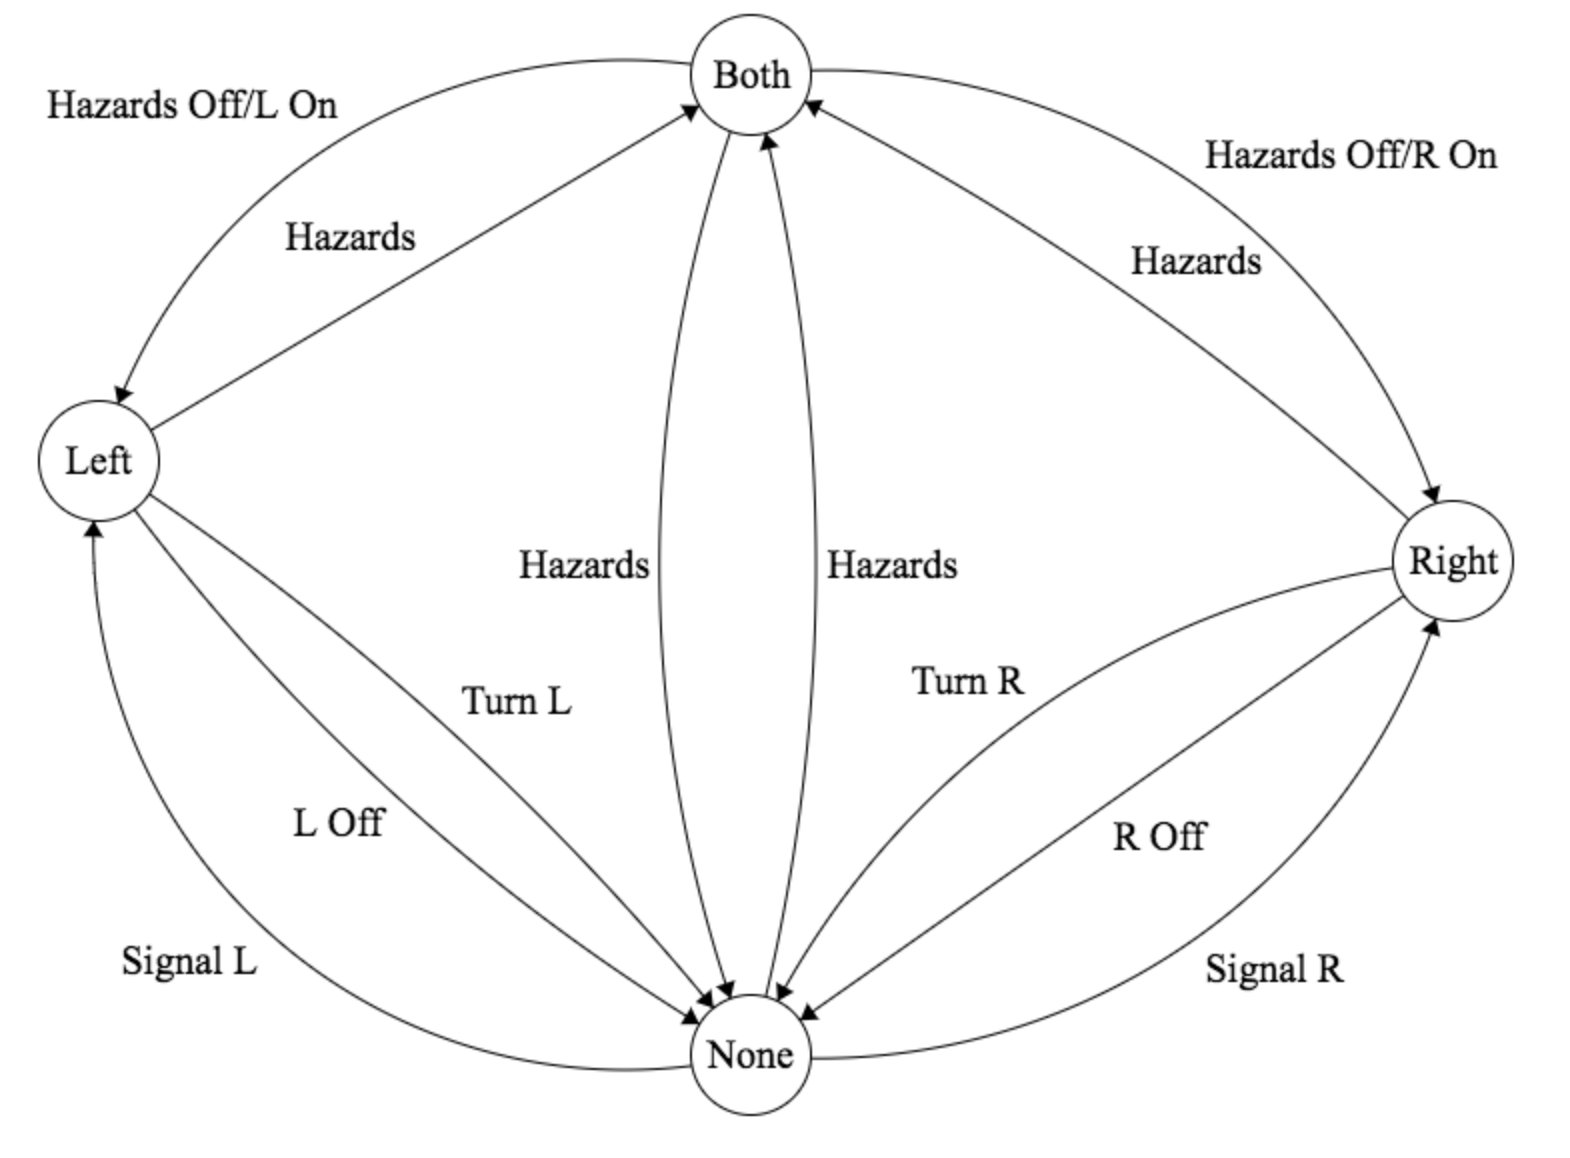 Both
Hazards Off/L On
Hazards Off/R On
Hazards
Hazards
Left
Right
Hazards
Hazards
Turn R
Turn L
L Off
R Off
Signal L
Signal R
None